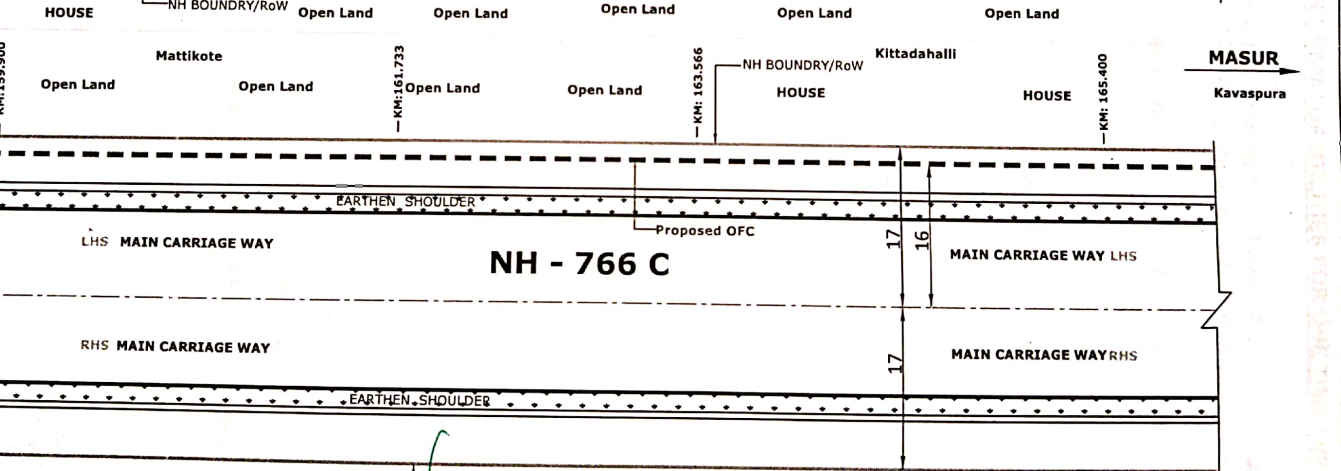 HOUSE
NH BOUNDRY/RoW
Open Land
Open Land
Open Land
Open Land
Open Land
Mattikote
Kittadahalli
MASUR
Kavaspura
KM:161.733
KM: 163.566
KM: 165.400
NH BOUNDRY/RoW
Open Land
Open Land
Open Land
Open Land
HOUSE
HOUSE
EARTHEN SHOULDER
Proposed OFC
LHS MAIN CARRIAGE WAY
NH - 766 C
17
16
MAIN CARRIAGE WAY LHS
RHS MAIN CARRIAGE WAY
17
MAIN CARRIAGE WAY RHS
EARTHEN SHOULDER